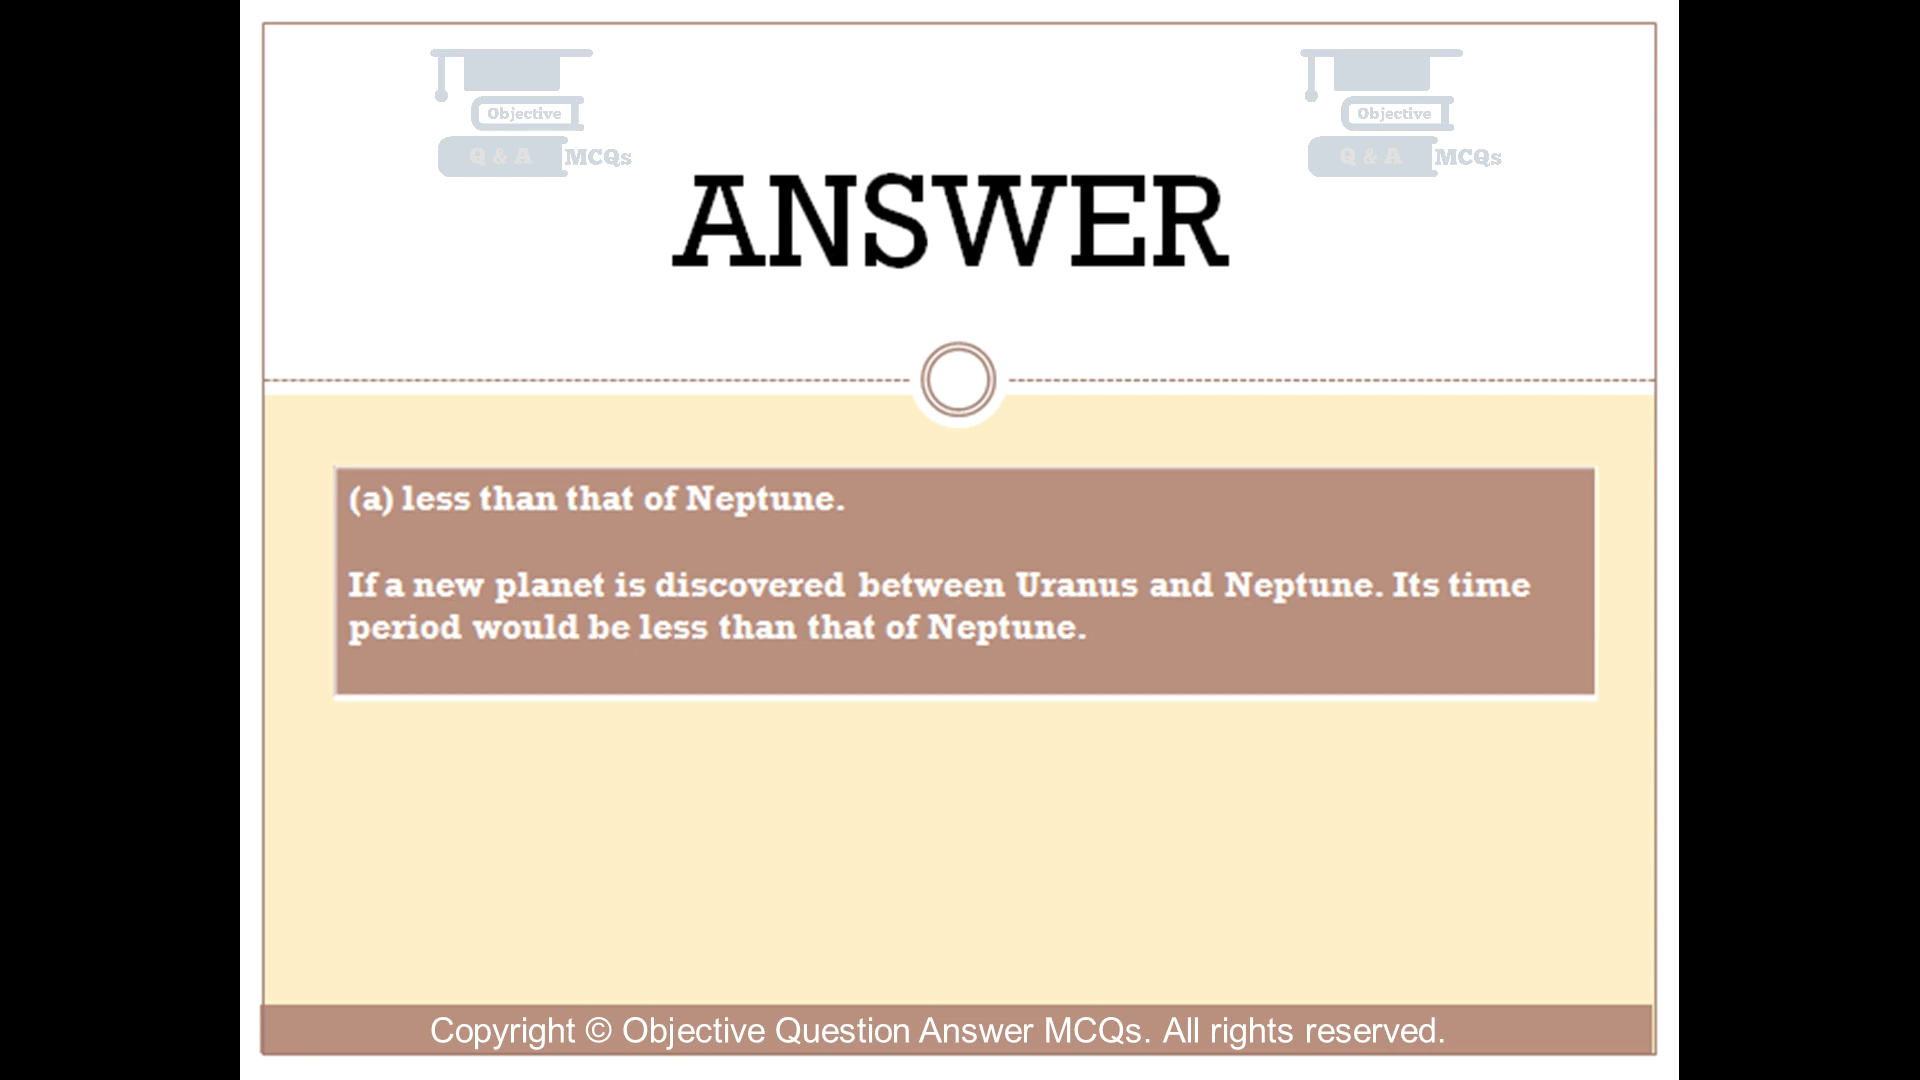 Objective
Q & A MCQs
Objective
Q & A MCQs
ANSWER
(a) less than that of Neptune.
If a new planet is discovered between Uranus and Neptune. Its time
period would be less than that of Neptune.
Copyright © Objective Question Answer MCQs. All rights reserved.